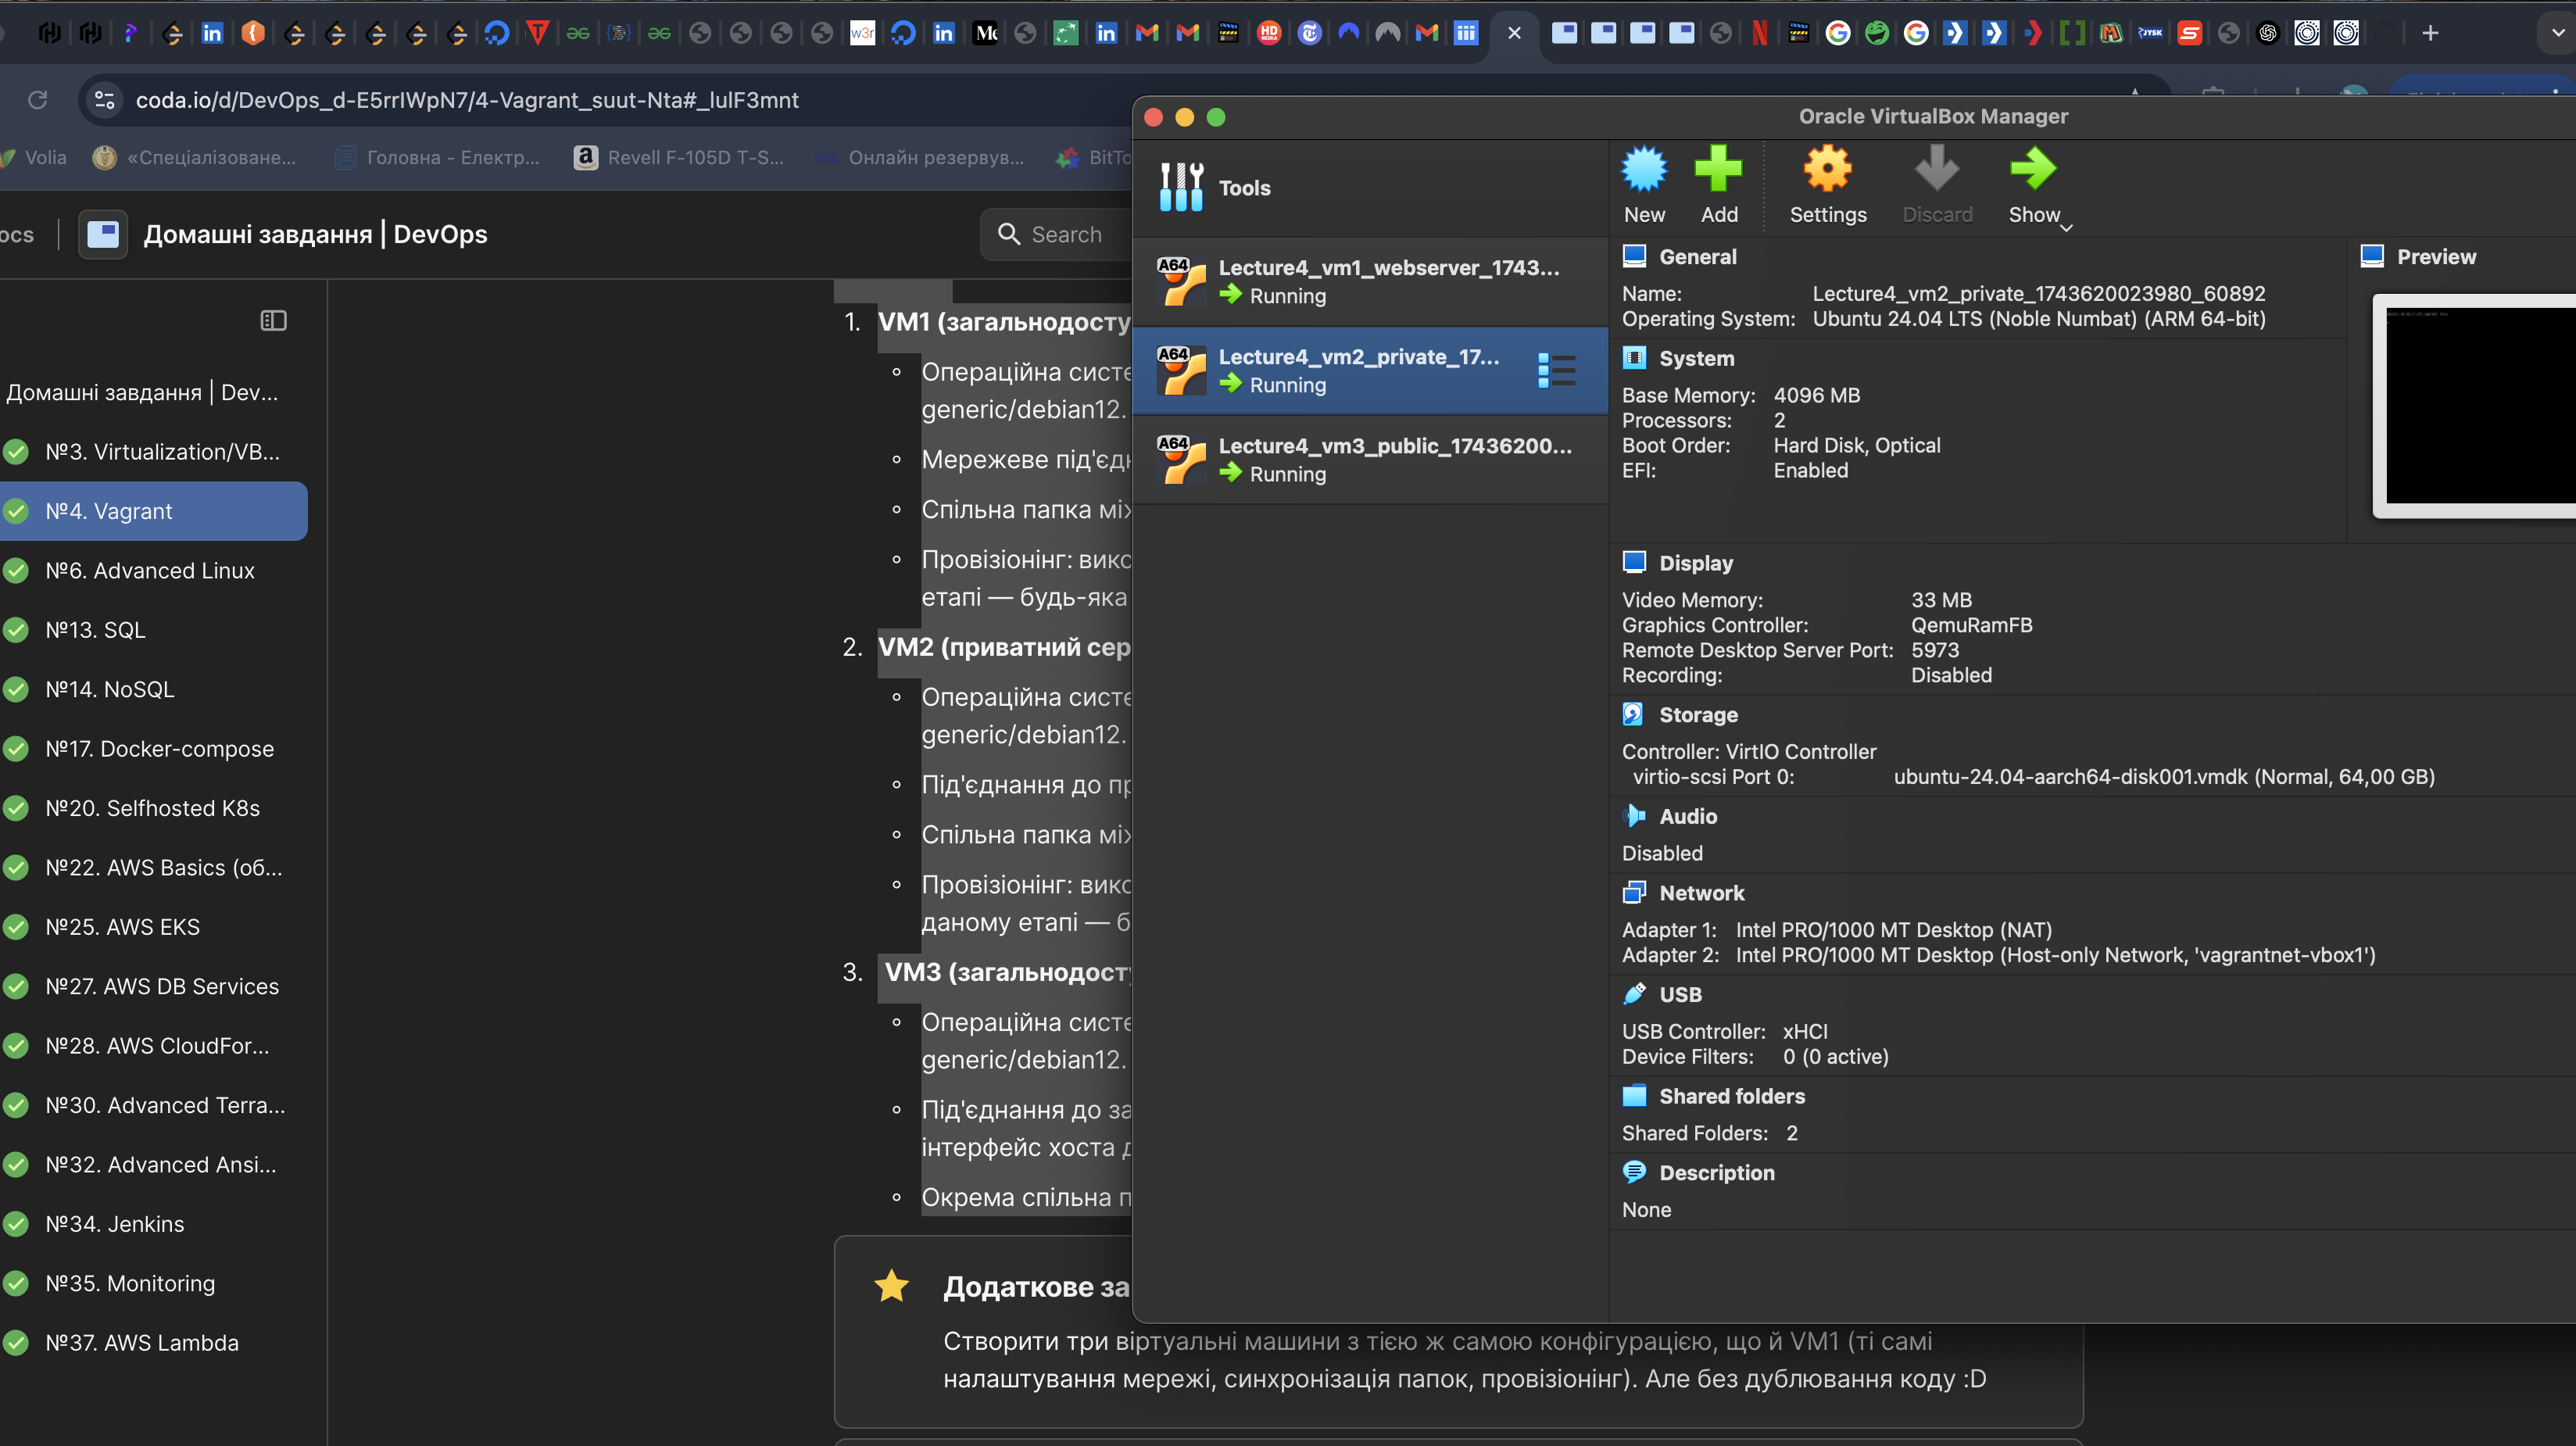 w3r
HD
JYSK
coda.io/d/DevOps_d-E5rrIWpN7/4-Vagrant_suut-Nta#_lulF3mnt
Volia
«Спеціалізоване...
Головна - Електр...
Revell F-105D T-S...
Онлайн резервув...
BitTo
ocs
Домашні завдання | DevOps
Search
Домашні завдання | Dev...
№3. Virtualization/VB...
№4. Vagrant
№6. Advanced Linux
№13. SQL
№14. NoSQL
№17. Docker-compose
№20. Selfhosted K8s
№22. AWS Basics (об...
№25. AWS EKS
№27. AWS DB Services
№28. AWS CloudFor...
№30. Advanced Terra...
№32. Advanced Ansi...
№34. Jenkins
№35. Monitoring
№37. AWS Lambda
1. VM1 (загальнодосту
Операційна систе
generic/debian12.
Мережеве під'єдн
Спільна папка між
Провізіонінг: вико
етапі — будь-яка
2. VM2 (приватний сер
Операційна систе
generic/debian12.
Під'єднання до пр
Спільна папка між
Провізіонінг: вико
даному етапі — б
3. VM3 (загальнодосту
Операційна систе
generic/debian12.
Під'єднання до за
інтерфейс хоста д
Окрема спільна п
Додаткове за
Створити три віртуальні машини з тією ж самою конфігурацією, що й VM1 (ті самі
налаштування мережі, синхронізація папок, провізіонінг). Але без дублювання коду :D
Oracle VirtualBox Manager
Tools
A64
Lecture4_vm1_webserver_1743...
Running
A64
Lecture4_vm2_private_17...
Running
A64
Lecture4_vm3_public_17436200...
Running
New
Add
Settings
Discard
Show
General
Name: Lecture4_vm2_private_1743620023980_60892
Operating System: Ubuntu 24.04 LTS (Noble Numbat) (ARM 64-bit)
Preview
System
Base Memory: 4096 MB
Processors: 2
Boot Order: Hard Disk, Optical
EFI: Enabled
Display
Video Memory: 33 MB
Graphics Controller: QemuRamFB
Remote Desktop Server Port: 5973
Recording: Disabled
Storage
Controller: VirtIO Controller
virtio-scsi Port 0: ubuntu-24.04-aarch64-disk001.vmdk (Normal, 64,00 GB)
Audio
Disabled
Network
Adapter 1: Intel PRO/1000 MT Desktop (NAT)
Adapter 2: Intel PRO/1000 MT Desktop (Host-only Network, 'vagrantnet-vbox1')
USB
USB Controller: xHCI
Device Filters: 0 (0 active)
Shared folders
Shared Folders: 2
Description
None